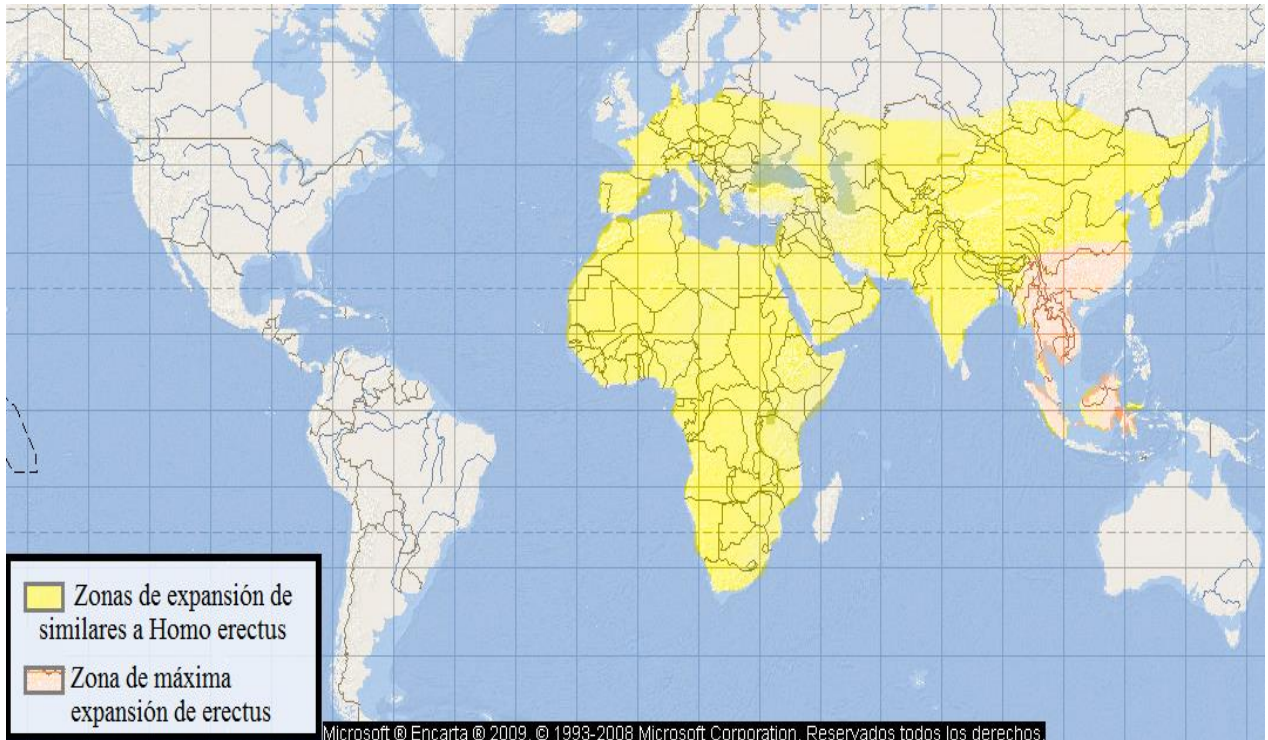 Zonas de expansión de
similares a Homo erectus
Zona de máxima
expansión de erectus
Microsoft ® Encarta ® 2009. © 1993-2008 Microsoft Corporation. Reservados todos los derechos